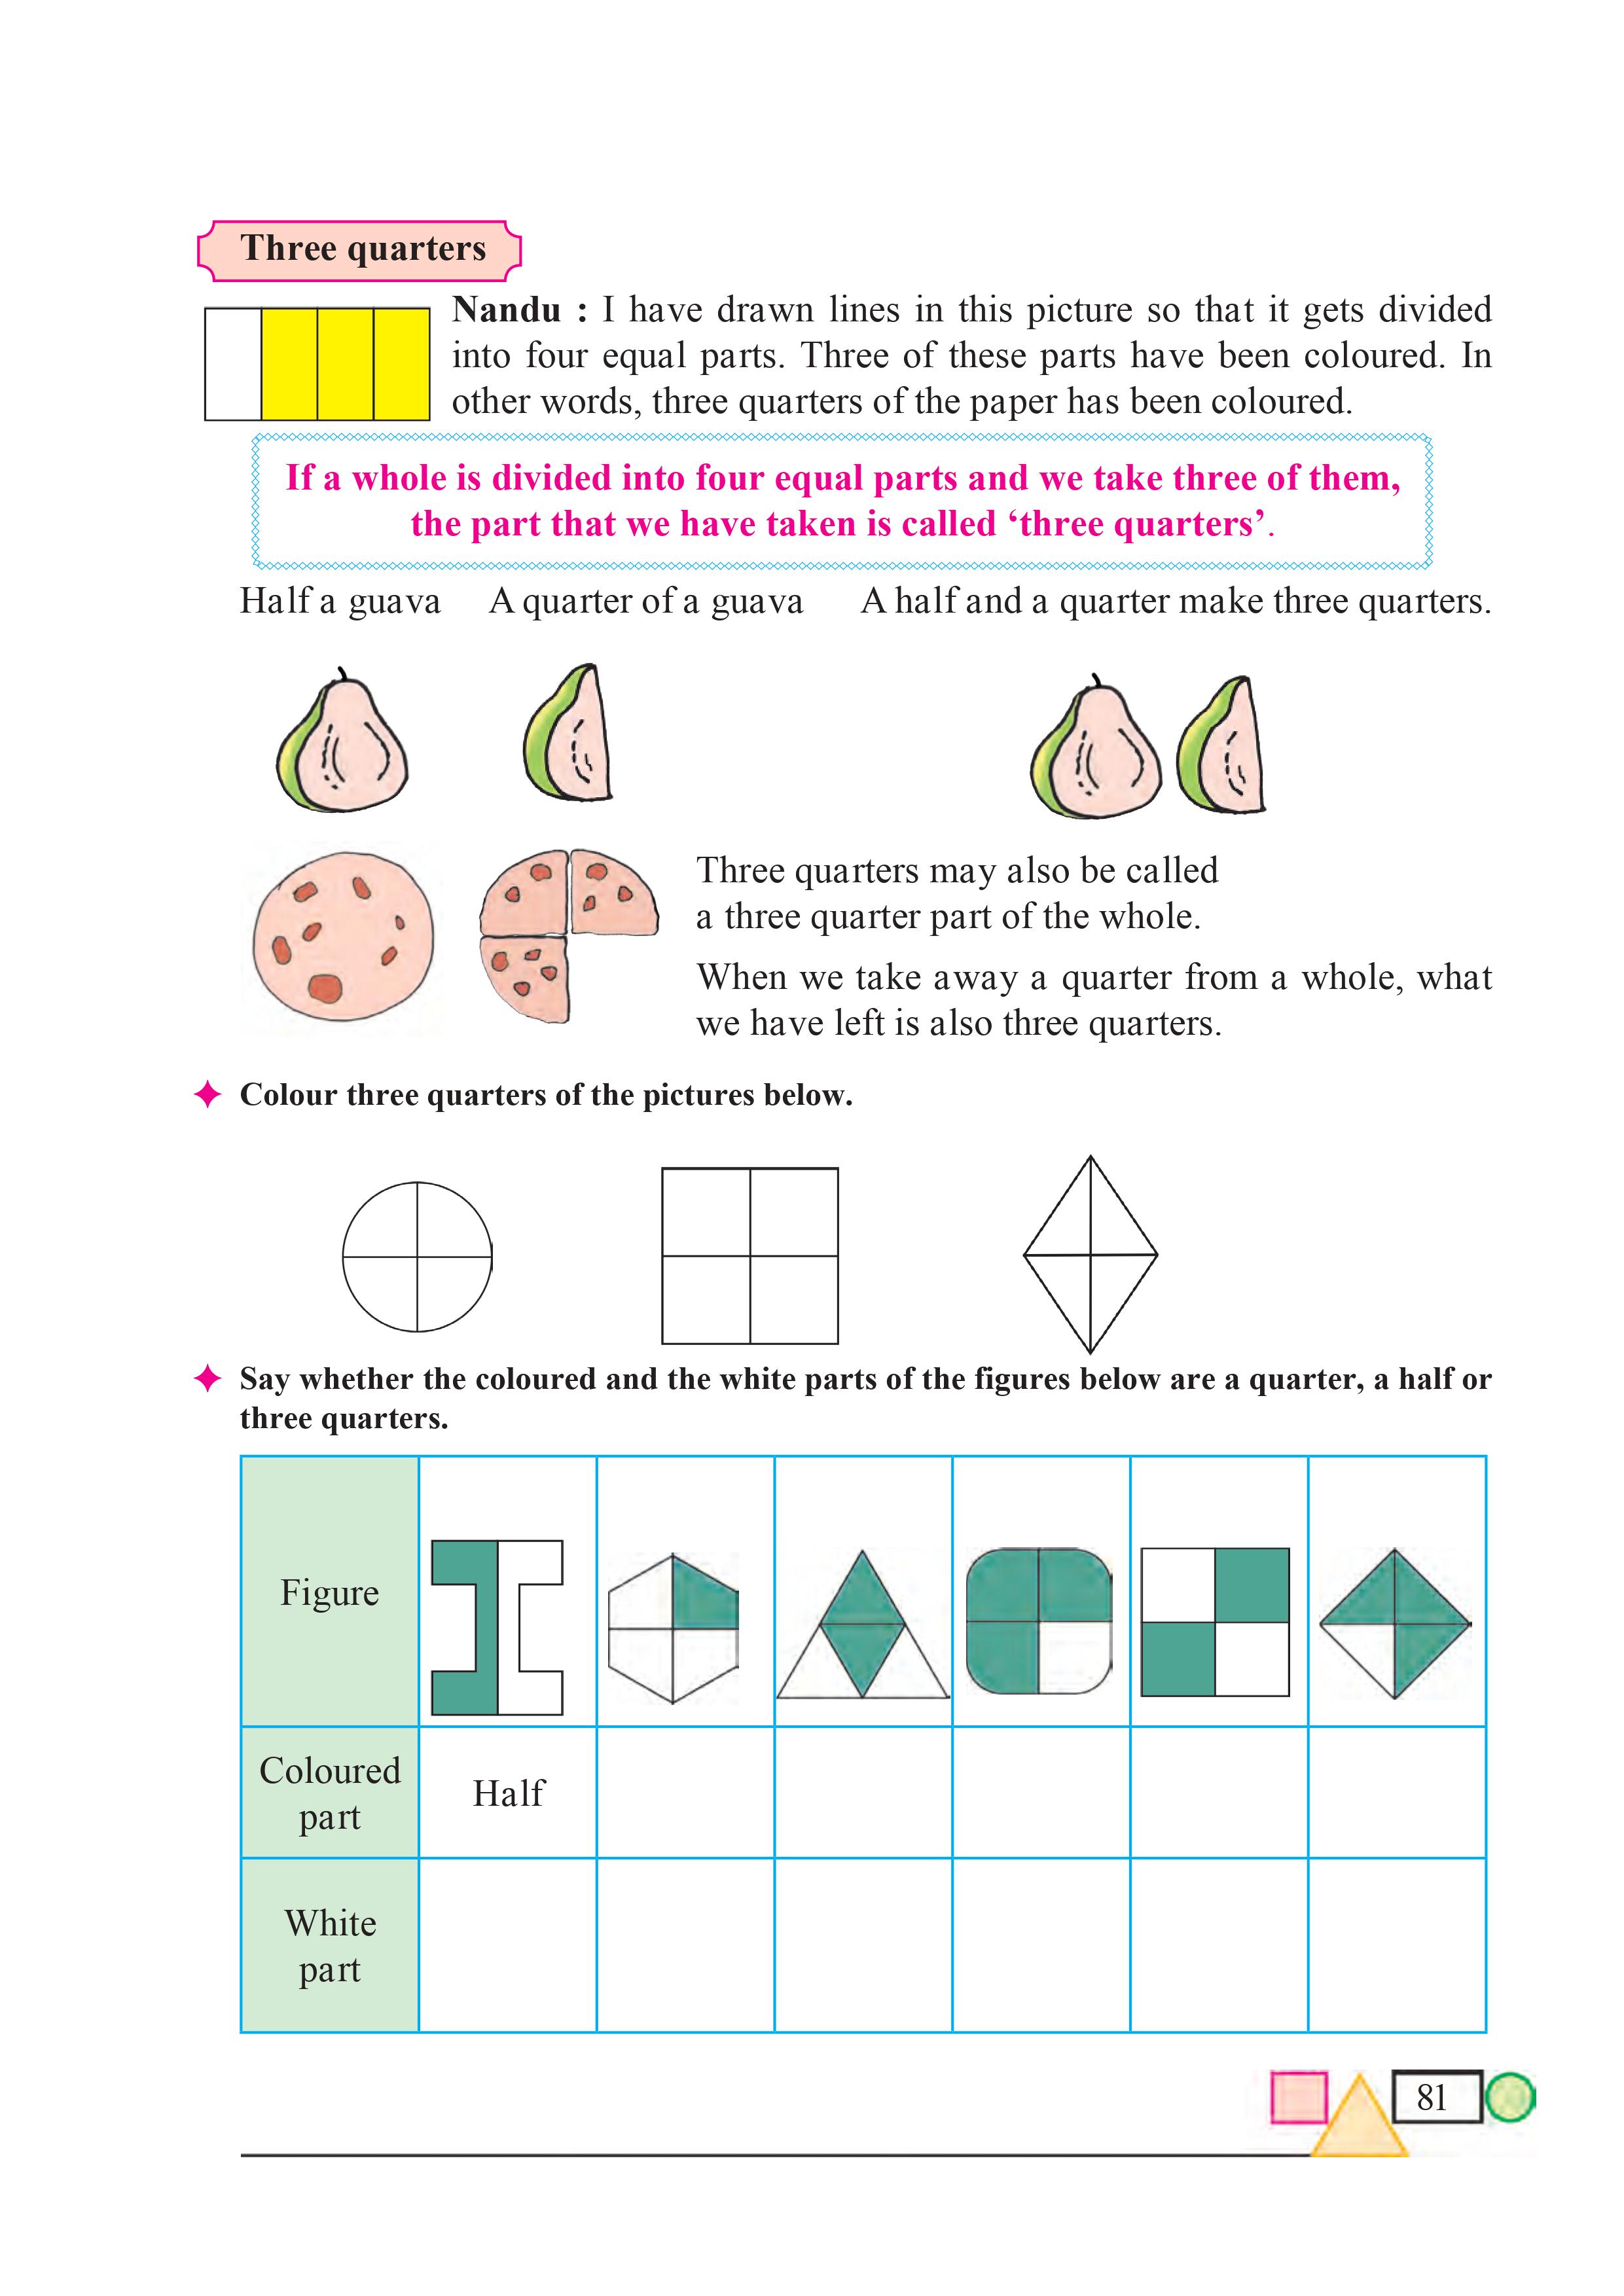 Three quarters
Nandu : I have drawn lines in this picture so that it gets divided
into four equal parts. Three of these parts have been coloured. In
other words, three quarters of the paper has been coloured.
If a whole is divided into four equal parts and we take three of them,
the part that we have taken is called ‘three quarters’.
Half a guava A quarter of a guava A half and a quarter make three quarters.
Three quarters may also be called
a three quarter part of the whole.
When we take away a quarter from a whole, what
we have left is also three quarters.
Colour three quarters of the pictures below.
Say whether the coloured and the white parts of the figures below are a quarter, a half or
three quarters.
Figure
Coloured
part
Half
White
part
81